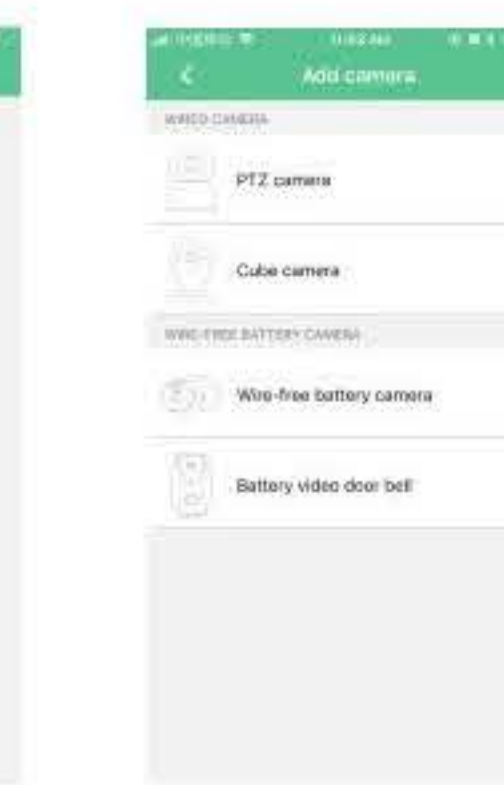 Add camera
WIRED CAMERA
PTZ camera
Cube camera
WIRE-FREE BATTERY CAMERA
Wire-free battery camera
Battery video door bell